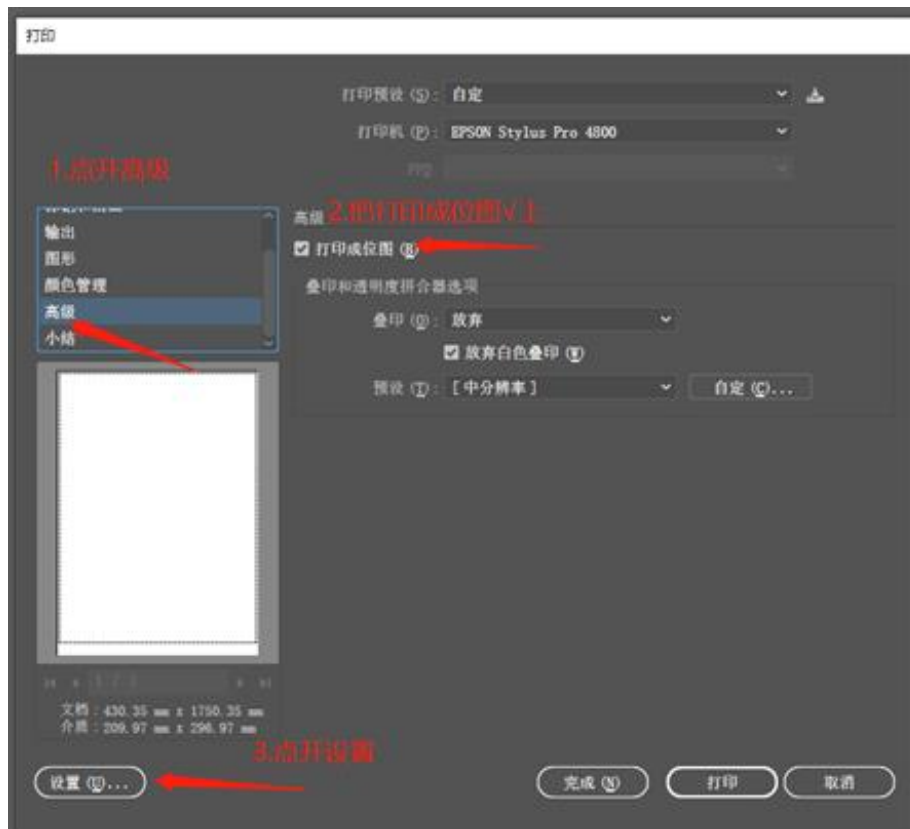 打印
打印预设 (S): 自定
打印机 (P): EPSON Stylus Pro 4800
PPD
1.点开高级
输出
图形
颜色管理
高级
小结
高级
2.把打印成位图√上
打印成位图 (B)
叠印和透明度拼合器选项
叠印 (O): 放弃
放弃白色叠印 (W)
预设 (T): [中分辨率]
自定 (C)...
文档：430.35 mm x 1750.35 mm
介质：209.97 mm x 296.97 mm
3.点开设置
设置 (U)...
完成 (N)
打印
取消